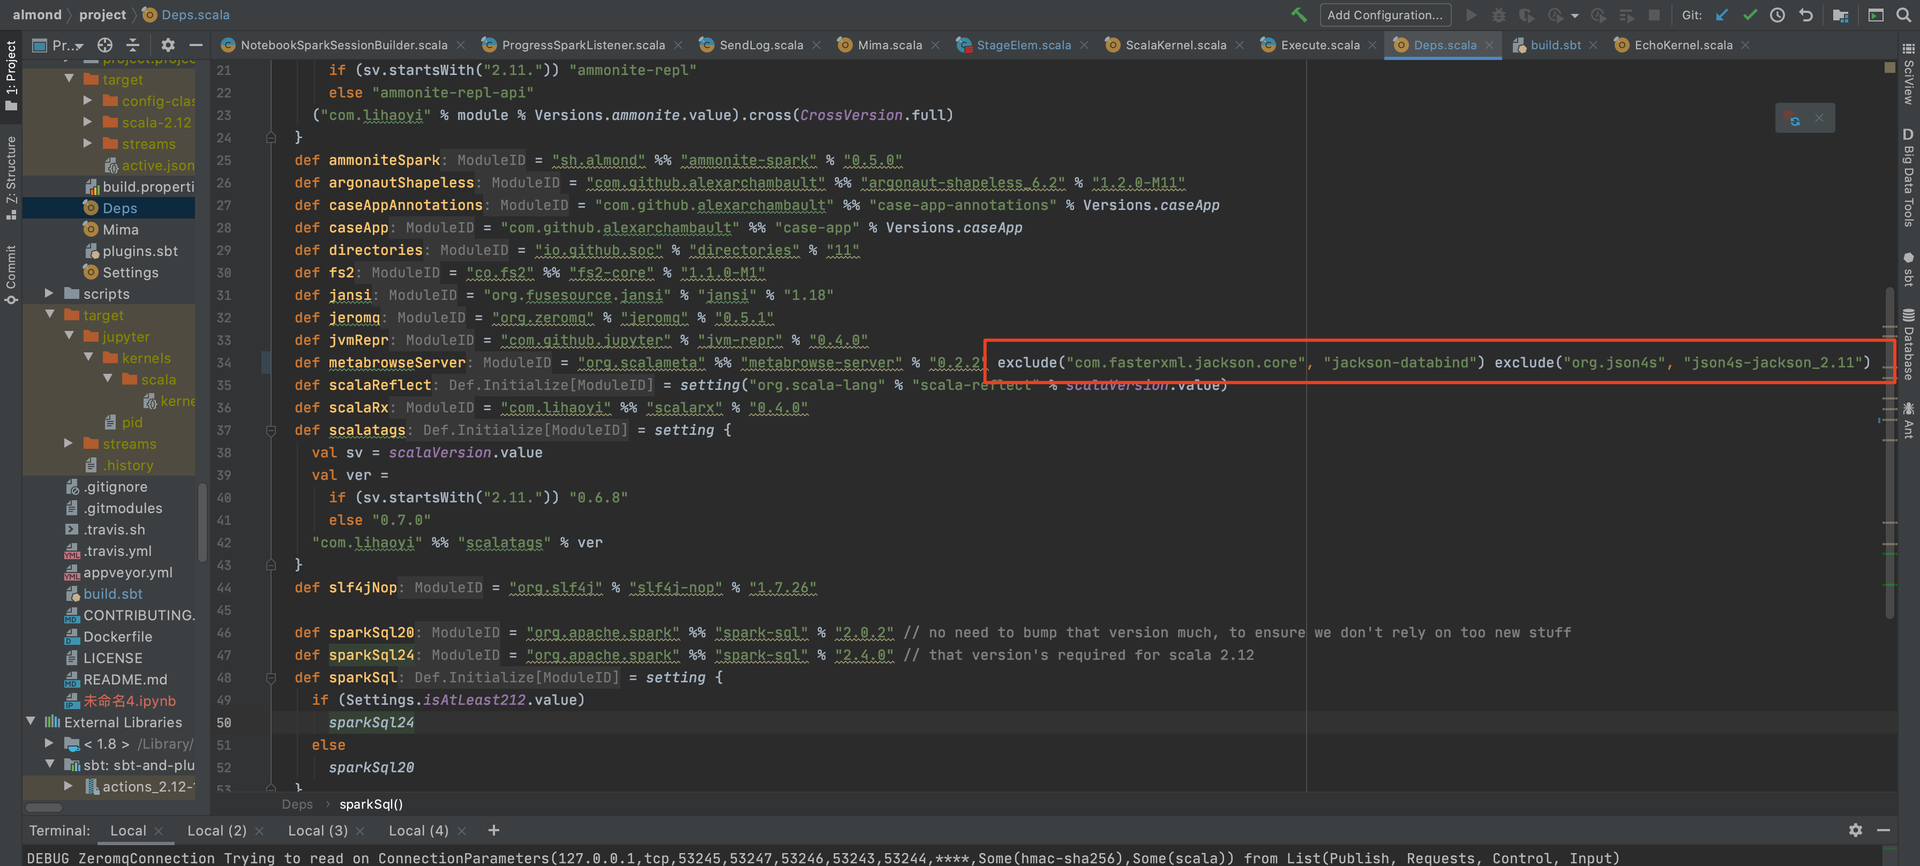 almond project Deps.scala
Add Configuration...
Git:
Pr...
NotebookSparkSessionBuilder.scala
ProgressSparkListener.scala
SendLog.scala
Mima.scala
StageElem.scala
ScalaKernel.scala
Execute.scala
Deps.scala
build.sbt
EchoKernel.scala
1: Project
Z: Structure
Commit
project.projec
target
config-clas
scala-2.12
streams
active.json
build.properti
Deps
Mima
plugins.sbt
Settings
scripts
target
jupyter
kernels
scala
kerne
pid
streams
.history
.gitignore
.gitmodules
.travis.sh
.travis.yml
appveyor.yml
build.sbt
CONTRIBUTING.
Dockerfile
LICENSE
README.md
未命名4.ipynb
External Libraries
< 1.8 > /Library/
sbt: sbt-and-plu
actions_2.12-
21 if (sv.startsWith("2.11.")) "ammonite-repl"
22 else "ammonite-repl-api"
23 ("com.lihaoyi" % module % Versions.ammonite.value).cross(CrossVersion.full)
24 }
25 def ammoniteSpark: ModuleID = "sh.almond" %% "ammonite-spark" % "0.5.0"
26 def argonautShapeless: ModuleID = "com.github.alexarchambault" %% "argonaut-shapeless_6.2" % "1.2.0-M11"
27 def caseAppAnnotations: ModuleID = "com.github.alexarchambault" %% "case-app-annotations" % Versions.caseApp
28 def caseApp: ModuleID = "com.github.alexarchambault" %% "case-app" % Versions.caseApp
29 def directories: ModuleID = "io.github.soc" % "directories" % "11"
30 def fs2: ModuleID = "co.fs2" %% "fs2-core" % "1.1.0-M1"
31 def jansi: ModuleID = "org.fusesource.jansi" % "jansi" % "1.18"
32 def jeromq: ModuleID = "org.zeromq" % "jeromq" % "0.5.1"
33 def jvmRepr: ModuleID = "com.github.jupyter" % "jvm-repr" % "0.4.0"
34 def metabrowseServer: ModuleID = "org.scalameta" %% "metabrowse-server" % "0.2.2" exclude("com.fasterxml.jackson.core", "jackson-databind") exclude("org.json4s", "json4s-jackson_2.11")
35 def scalaReflect: Def.Initialize[ModuleID] = setting("org.scala-lang" % "scala-reflect" % scalaVersion.value)
36 def scalaRx: ModuleID = "com.lihaoyi" %% "scalarx" % "0.4.0"
37 def scalatags: Def.Initialize[ModuleID] = setting {
38 val sv = scalaVersion.value
39 val ver =
40 if (sv.startsWith("2.11.")) "0.6.8"
41 else "0.7.0"
42 "com.lihaoyi" %% "scalatags" % ver
43 }
44 def slf4jNop: ModuleID = "org.slf4j" % "slf4j-nop" % "1.7.26"
45
46 def sparkSql20: ModuleID = "org.apache.spark" %% "spark-sql" % "2.0.2" // no need to bump that version much, to ensure we don't rely on too new stuff
47 def sparkSql24: ModuleID = "org.apache.spark" %% "spark-sql" % "2.4.0" // that version's required for scala 2.12
48 def sparkSql: Def.Initialize[ModuleID] = setting {
49 if (Settings.isAtLeast212.value)
50 sparkSql24
51 else
52 sparkSql20
53 }
SciView
D Big Data Tools
sbt
Database
Ant
Deps sparkSql()
Terminal: Local Local (2) Local (3) Local (4) +
DEBUG ZeromqConnection Trying to read on ConnectionParameters(127.0.0.1,tcp,53245,53247,53246,53243,53244,****,Some(hmac-sha256),Some(scala)) from List(Publish, Requests, Control, Input)